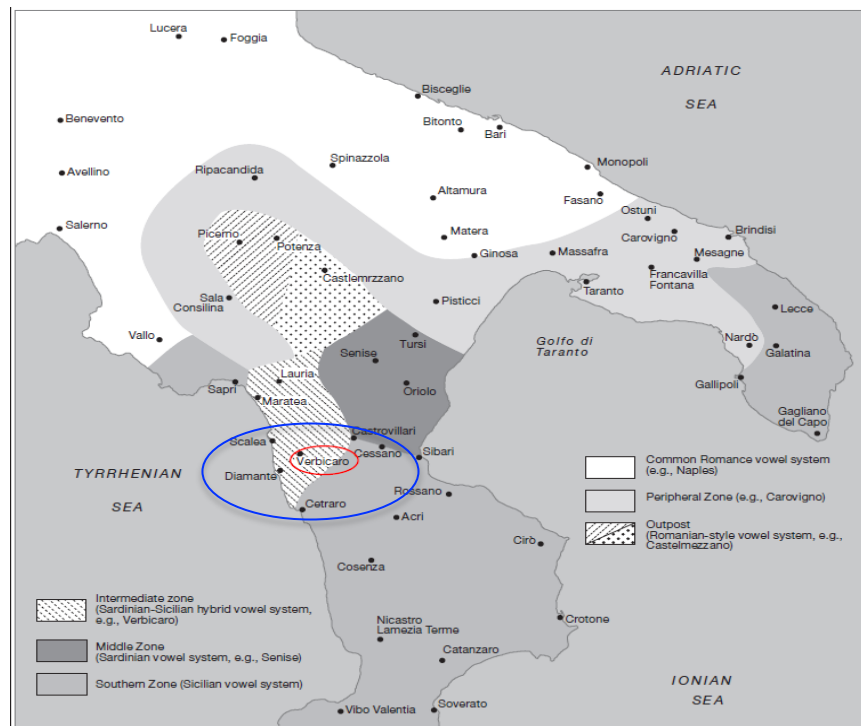 Lucera
Foggia
ADRIATIC
SEA
Bisceglie
Benevento
Bitonto
Bari
Spinazzola
Monopoli
Avellino
Ripacandida
Altamura
Fasano
Ostuni
Salerno
Picerno
Potenza
Matera
Carovigno
Brindisi
Ginosa
Massafra
Mesagne
Castlemrzzano
Francavilla
Fontana
Sala
Consilina
Pisticci
Taranto
Lecce
Vallo
Tursi
Golfo di
Taranto
Nardò
Galatina
Senise
Lauria
Sapri
Oriolo
Gallipoli
Maratea
Gagliano
del Capo
Castrovillari
Scalea
Cessano
Sibari
Verbicaro
TYRRHENIAN
SEA
Diamante
Common Romance vowel system
(e.g., Naples)
Rossano
Cetraro
Peripheral Zone (e.g., Carovigno)
Acri
Cirò
Outpost
(Romanian-style vowel system, e.g.,
Castelmezzano)
Cosenza
Intermediate zone
(Sardinian-Sicilian hybrid vowel system,
e.g., Verbicaro)
Nicastro
Lamezia Terme
Crotone
Middle Zone
(Sardinian vowel system, e.g., Senise)
Catanzaro
IONIAN
SEA
Southern Zone (Sicilian vowel system)
Vibo Valentia
Soverato